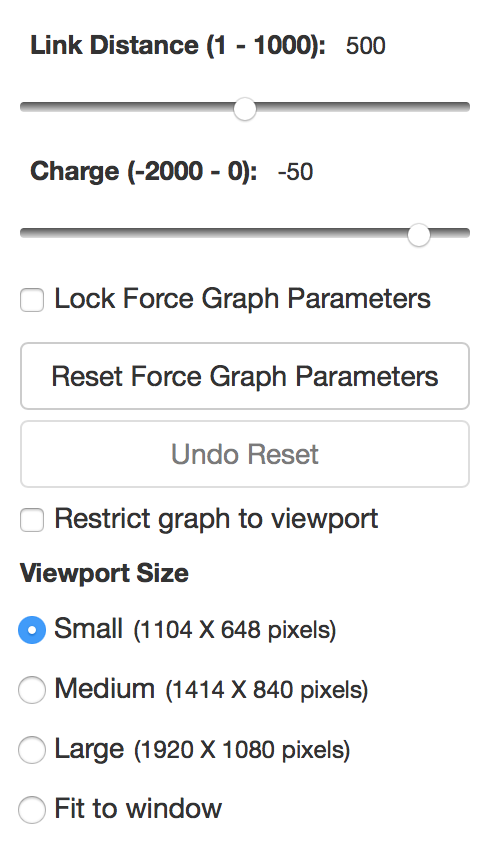 Link Distance (1 - 1000): 500
Charge (-2000 - 0): -50
Lock Force Graph Parameters
Reset Force Graph Parameters
Undo Reset
Restrict graph to viewport
Viewport Size
Small (1104 X 648 pixels)
Medium (1414 X 840 pixels)
Large (1920 X 1080 pixels)
Fit to window